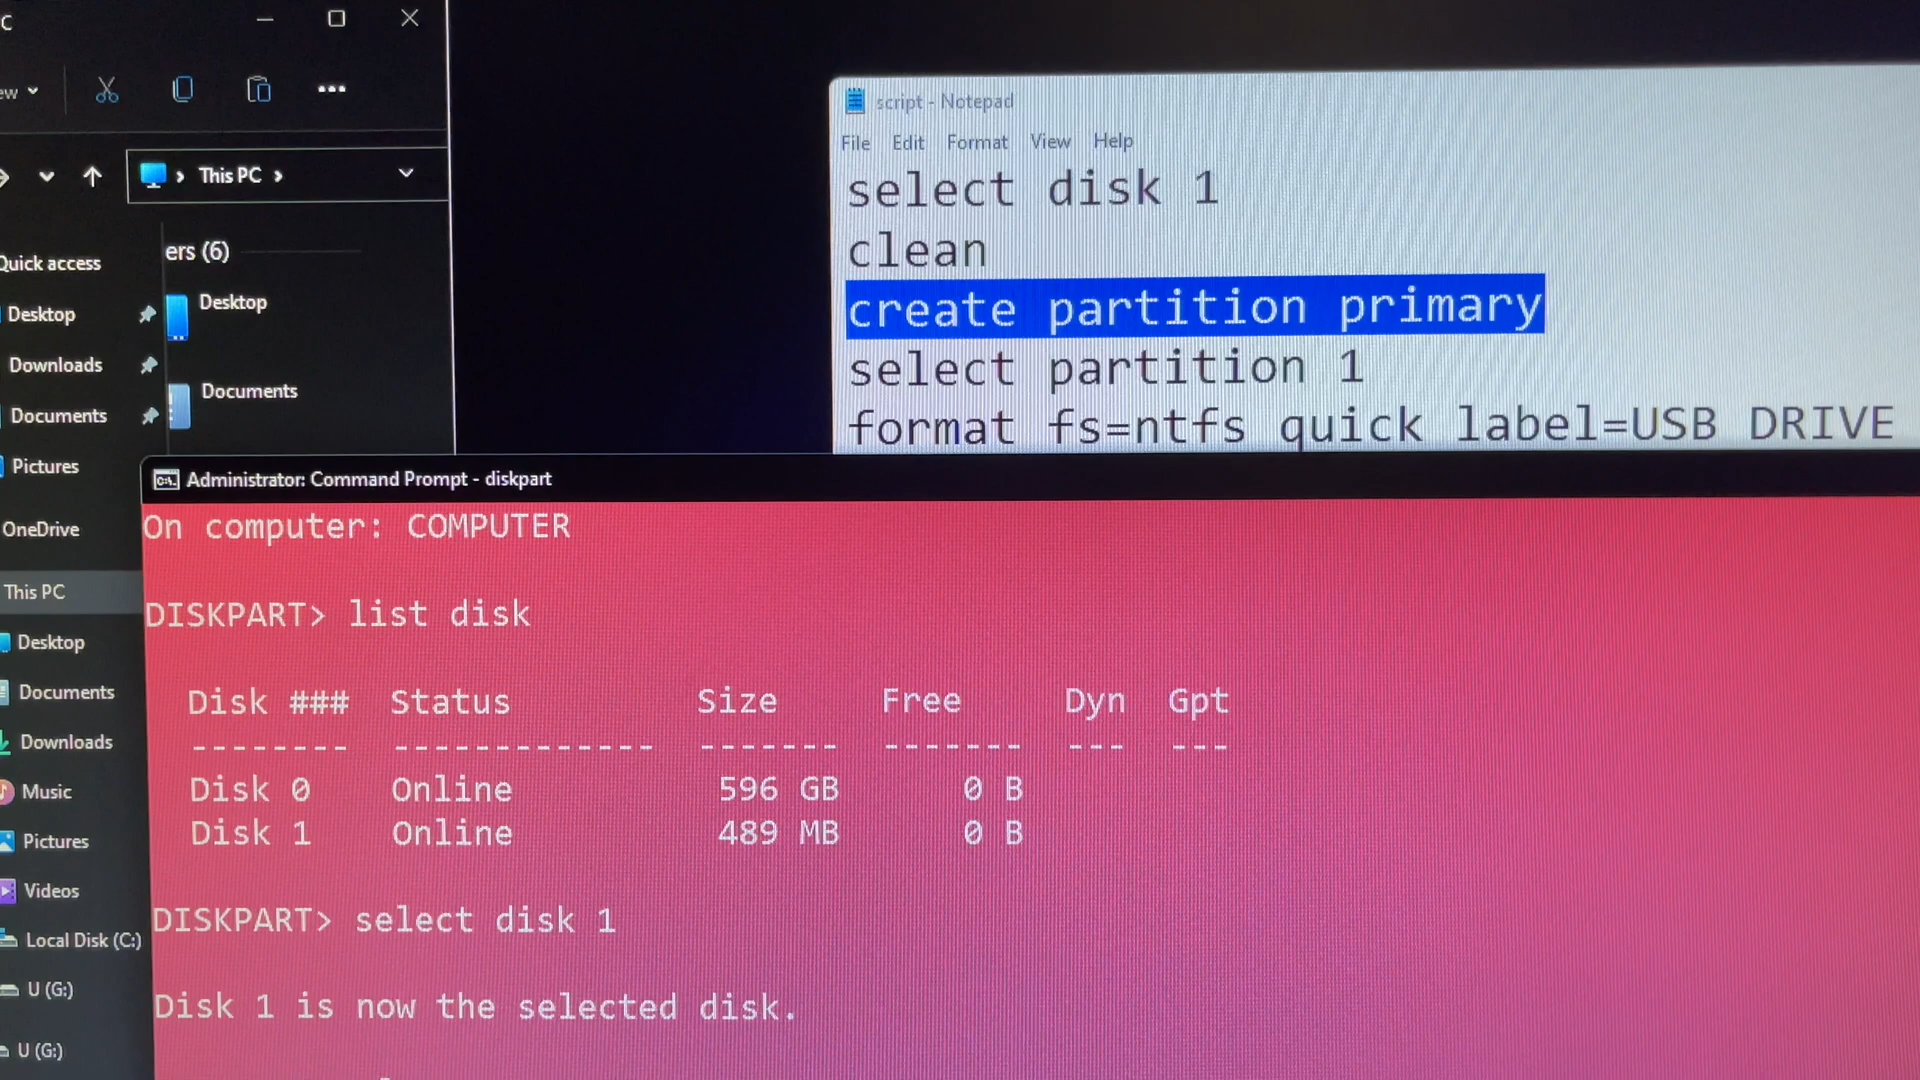 C
ew
This PC
ers (6)
Quick access
Desktop
Desktop
Downloads
Documents
Documents
Pictures
OneDrive
This PC
Desktop
Documents
Downloads
Music
Pictures
Videos
Local Disk (C:)
U (G:)
U (G:)
script - Notepad
File Edit Format View Help
select disk 1
clean
create partition primary
select partition 1
format fs=ntfs quick label=USB DRIVE
Administrator: Command Prompt - diskpart
On computer: COMPUTER
DISKPART> list disk
Disk ### Status Size Free Dyn Gpt
-------- ------------- ------- ------- --- ---
Disk 0 Online 596 GB 0 B
Disk 1 Online 489 MB 0 B
DISKPART> select disk 1
Disk 1 is now the selected disk.